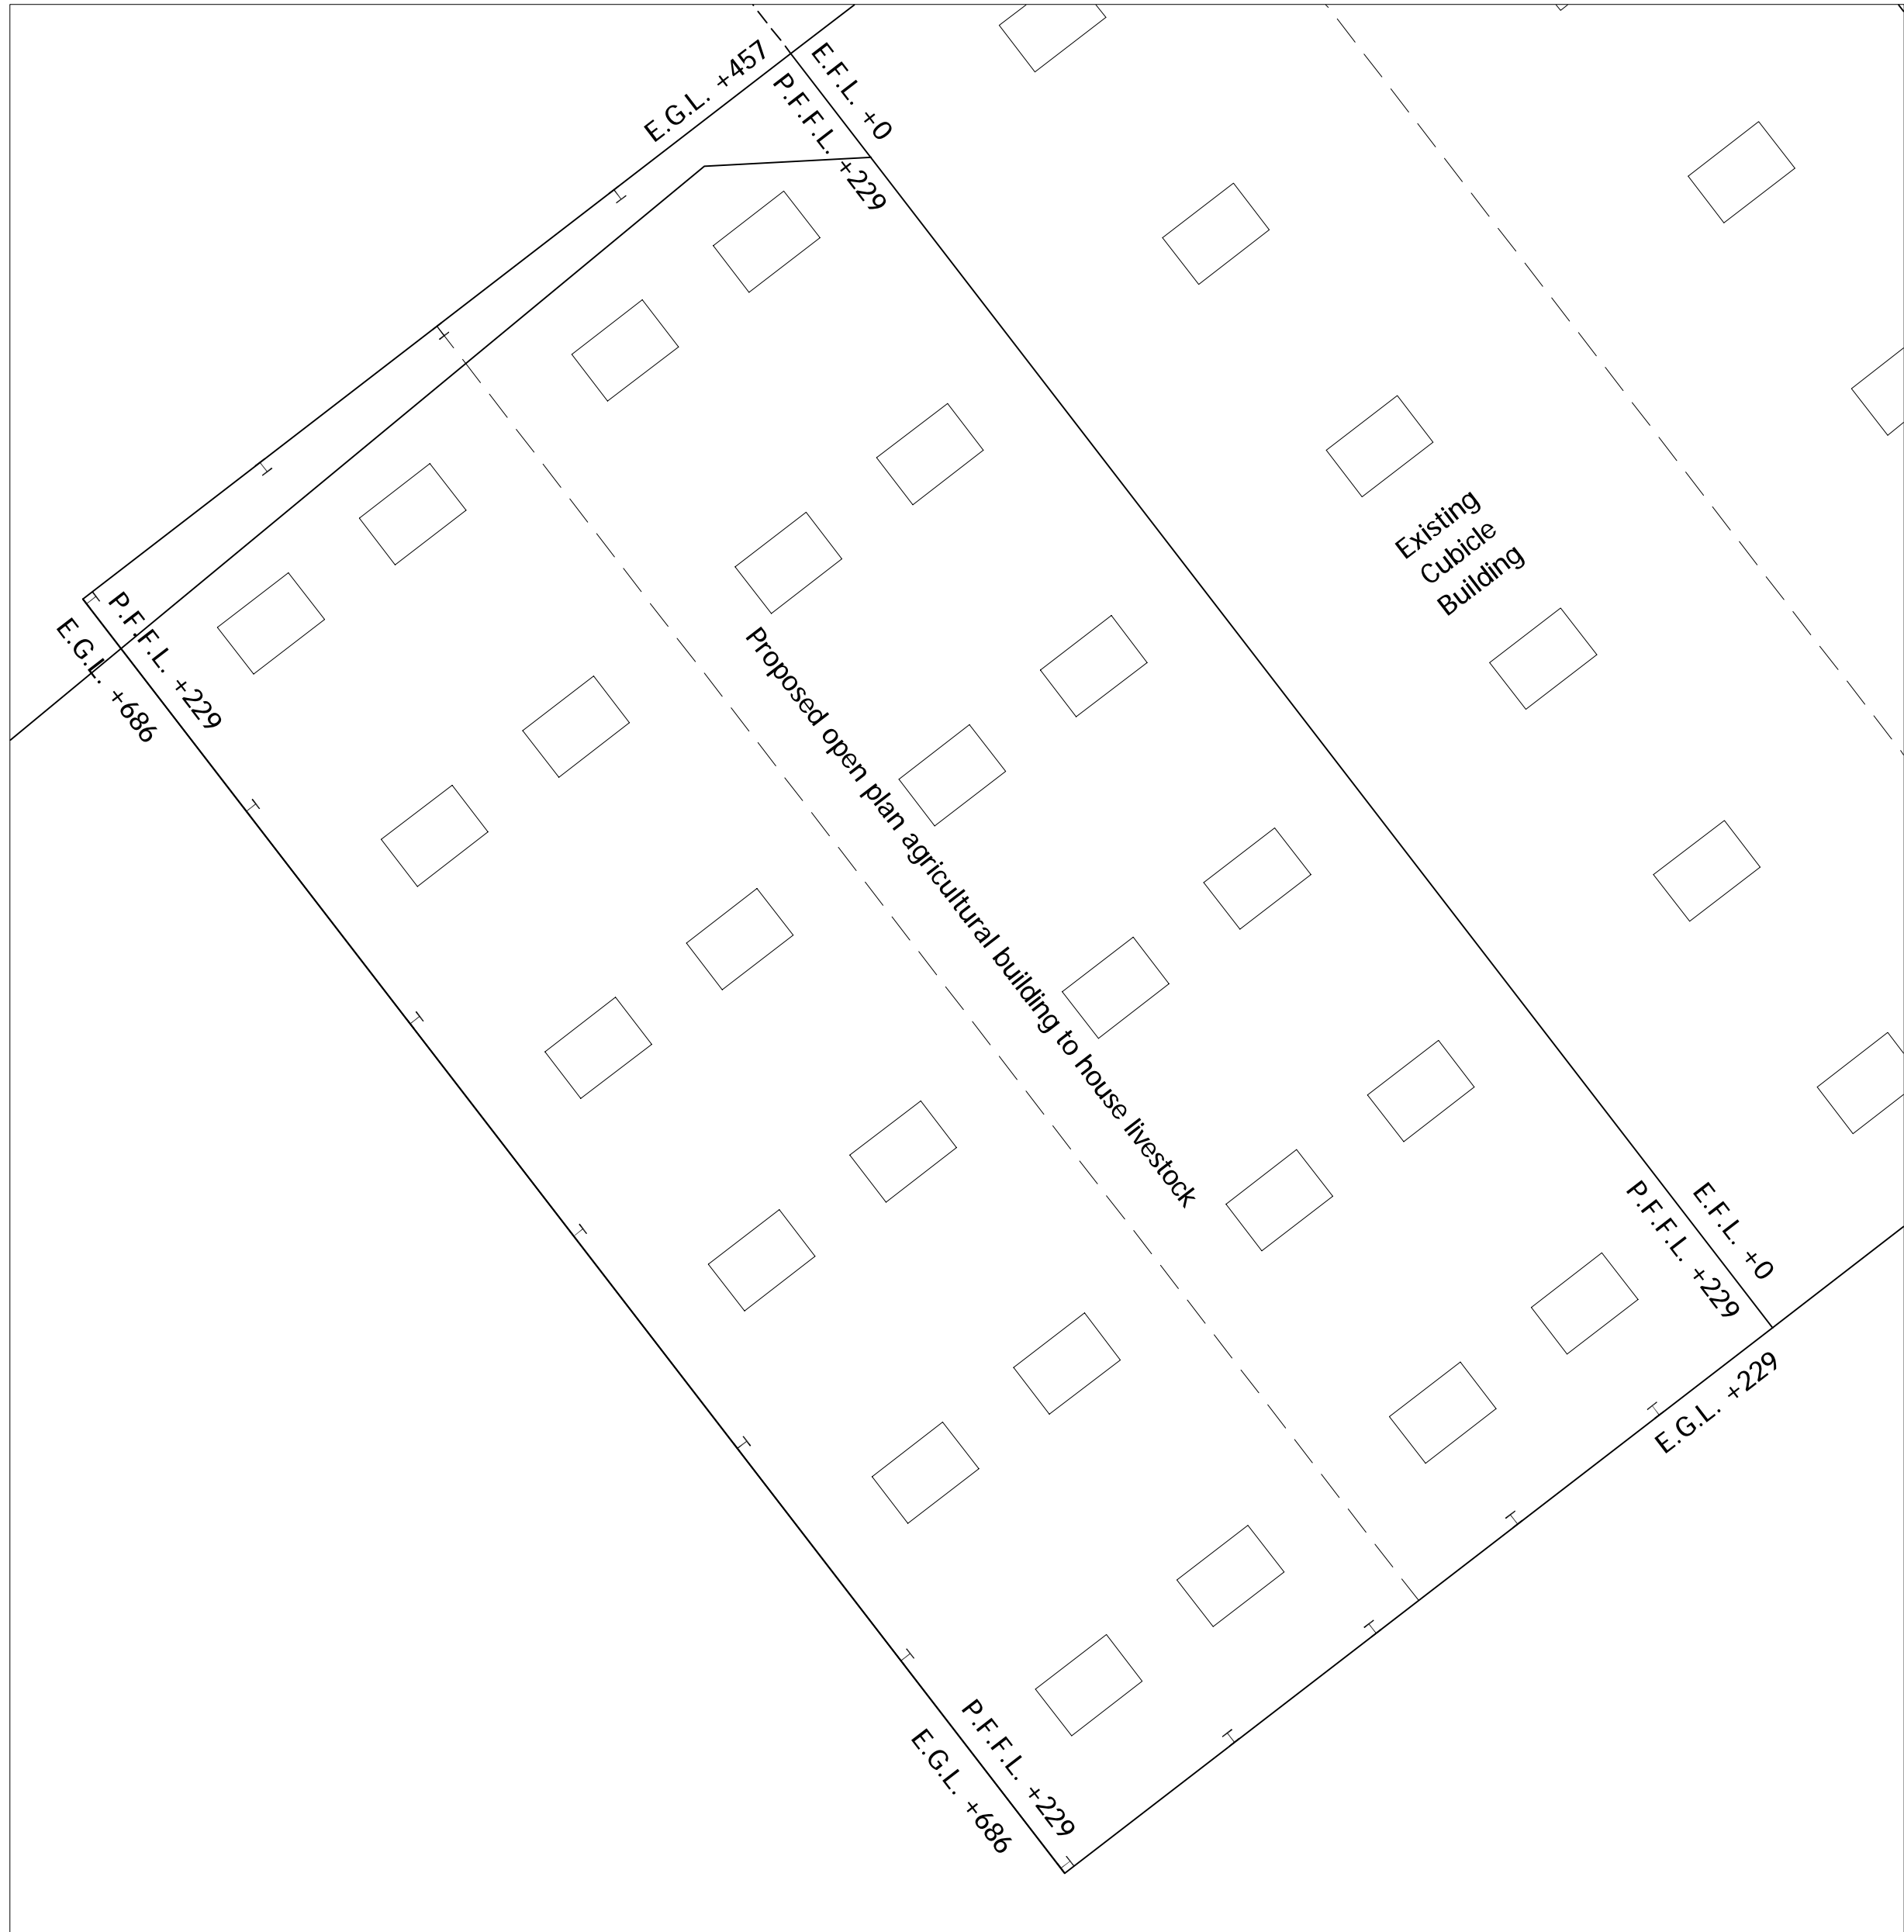 E.G.L. +457
E.F.L. +0
P.F.F.L. +229
Existing
Cubicle
Building
P.F.F.L. +229
E.G.L. +686
Proposed open plan agricultural building to house livestock
E.F.L. +0
P.F.F.L. +229
E.G.L. +229
P.F.F.L. +229
E.G.L. +686